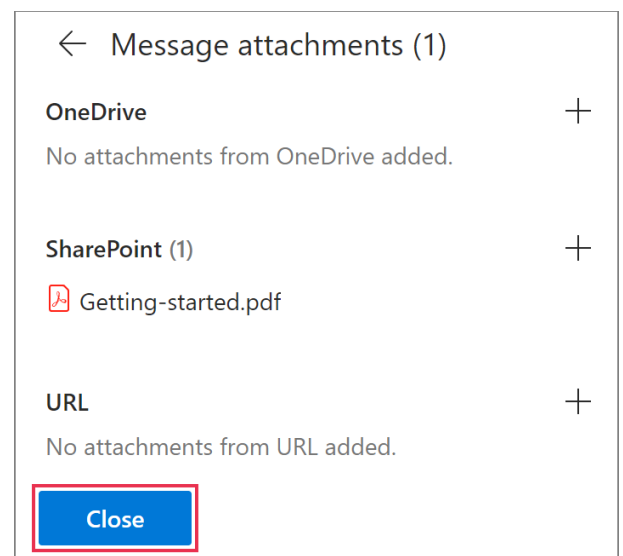 Message attachments (1)
OneDrive
No attachments from OneDrive added.
SharePoint (1)
Getting-started.pdf
URL
No attachments from URL added.
Close